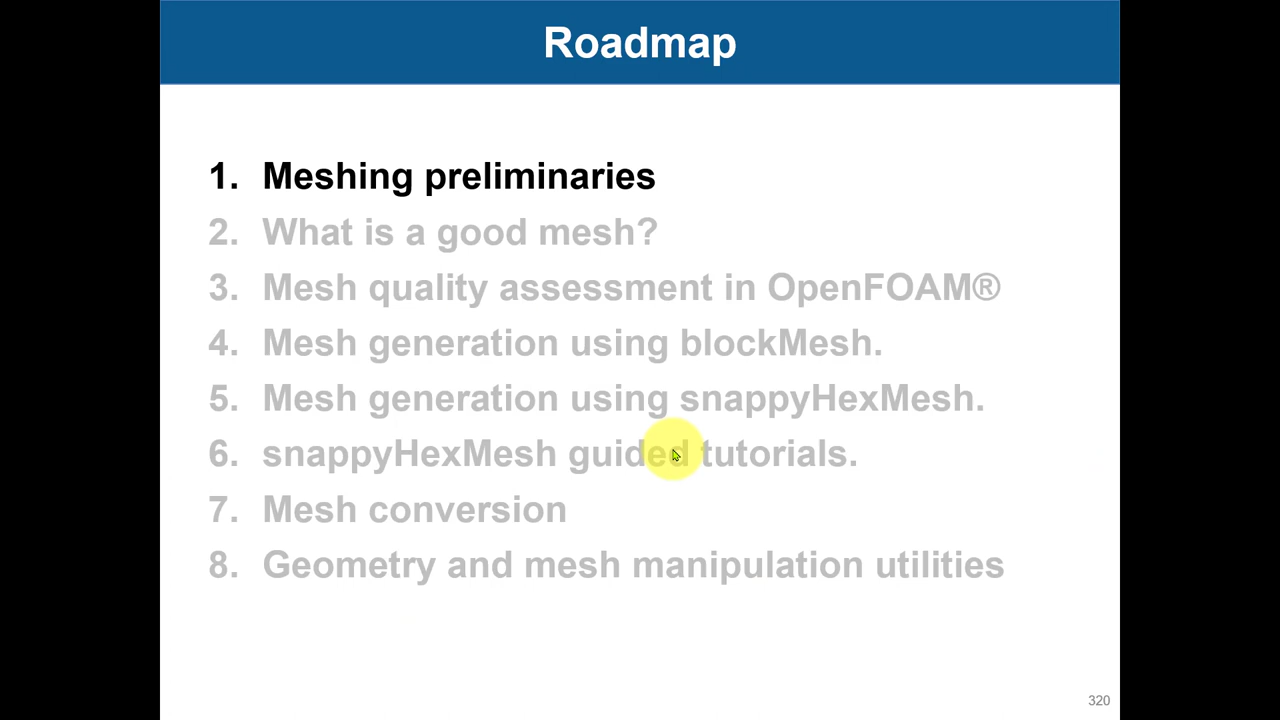 Roadmap
1. Meshing preliminaries
2. What is a good mesh?
3. Mesh quality assessment in OpenFOAM®
4. Mesh generation using blockMesh.
5. Mesh generation using snappyHexMesh.
6. snappyHexMesh guided tutorials.
7. Mesh conversion
8. Geometry and mesh manipulation utilities
320